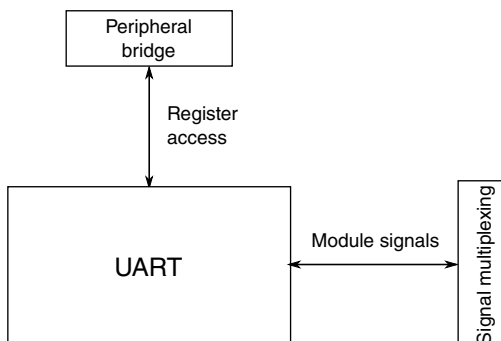 Peripheral
bridge
Register
access
Module signals
UART
Signal multiplexing